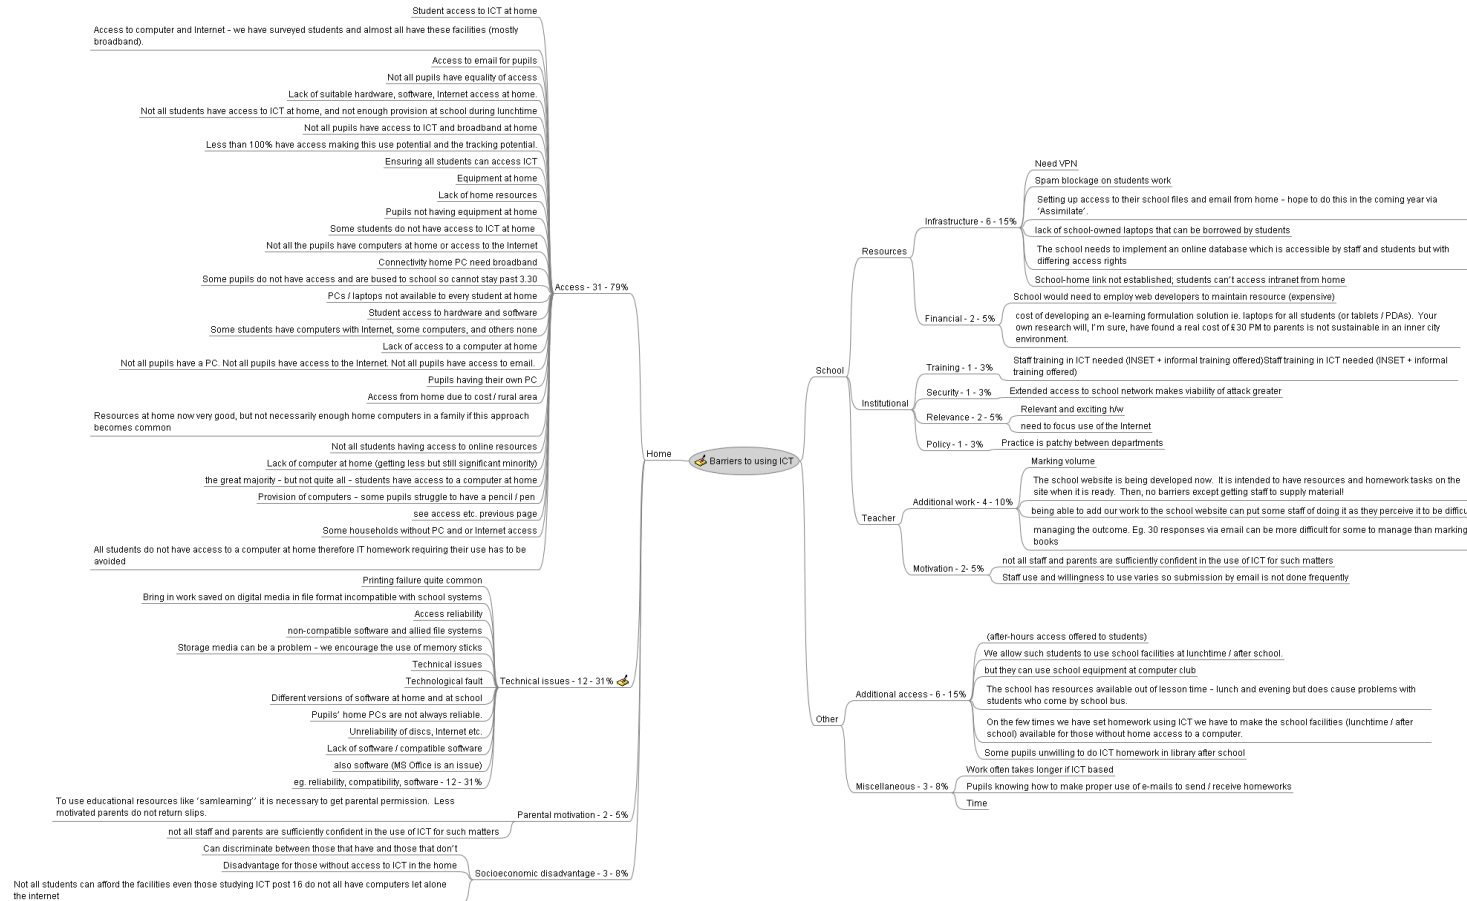 Student access to ICT at home
Access to computer and Internet - we have surveyed students and almost all have these facilities (mostly
broadband).
Access to email for pupils
Not all pupils have equality of access
Lack of suitable hardware, software, Internet access at home.
Not all students have access to ICT at home, and not enough provision at school during lunchtime
Not all pupils have access to ICT and broadband at home
Less than 100% have access making this use potential and the tracking potential.
Ensuring all students can access ICT
Equipment at home
Lack of home resources
Pupils not having equipment at home
Some students do not have access to ICT at home
Not all the pupils have computers at home or access to the Internet
Connectivity home PC need broadband
Some pupils do not have access and are bused to school so cannot stay past 3.30
PCs / laptops not available to every student at home
Student access to hardware and software
Some students have computers with Internet, some computers, and others none
Lack of access to a computer at home
Not all pupils have a PC. Not all pupils have access to the Internet. Not all pupils have access to email.
Pupils having their own PC
Access from home due to cost / rural area
Resources at home now very good, but not necessarily enough home computers in a family if this approach
becomes common
Not all students having access to online resources
Lack of computer at home (getting less but still significant minority)
the great majority - but not quite all - students have access to a computer at home
Provision of computers - some pupils struggle to have a pencil / pen
see access etc. previous page
Some households without PC and or Internet access
All students do not have access to a computer at home therefore IT homework requiring their use has to be
avoided
Access - 31 - 79%
Printing failure quite common
Bring in work saved on digital media in file format incompatible with school systems
Access reliability
non-compatible software and allied file systems
Storage media can be a problem - we encourage the use of memory sticks
Technical issues
Technological fault
Different versions of software at home and at school
Pupils' home PCs are not always reliable.
Unreliability of discs, Internet etc.
Lack of software / compatible software
also software (MS Office is an issue)
eg. reliability, compatibility, software - 12 - 31%
Technical issues - 12 - 31%
To use educational resources like 'samlearning'' it is necessary to get parental permission.  Less
motivated parents do not return slips.
not all staff and parents are sufficiently confident in the use of ICT for such matters
Parental motivation - 2 - 5%
Can discriminate between those that have and those that don't
Disadvantage for those without access to ICT in the home
Not all students can afford the facilities even those studying ICT post 16 do not all have computers let alone
the internet
Socioeconomic disadvantage - 3 - 8%
Home
Barriers to using ICT
School
Resources
Infrastructure - 6 - 15%
Need VPN
Spam blockage on students work
Setting up access to their school files and email from home - hope to do this in the coming year via
'Assimilate'.
lack of school-owned laptops that can be borrowed by students
The school needs to implement an online database which is accessible by staff and students but with
differing access rights
School-home link not established; students can't access intranet from home
Financial - 2 - 5%
School would need to employ web developers to maintain resource (expensive)
cost of developing an e-learning formulation solution ie. laptops for all students (or tablets / PDAs).  Your
own research will, I'm sure, have found a real cost of £30 PM to parents is not sustainable in an inner city
environment.
Institutional
Training - 1 - 3%
Staff training in ICT needed (INSET + informal training offered)Staff training in ICT needed (INSET + informal
training offered)
Security - 1 - 3%
Extended access to school network makes viability of attack greater
Relevance - 2 - 5%
Relevant and exciting h/w
need to focus use of the Internet
Policy - 1 - 3%
Practice is patchy between departments
Teacher
Additional work - 4 - 10%
Marking volume
The school website is being developed now.  It is intended to have resources and homework tasks on the
site when it is ready.  Then, no barriers except getting staff to supply material!
being able to add our work to the school website can put some staff of doing it as they perceive it to be difficu
managing the outcome. Eg. 30 responses via email can be more difficult for some to manage than marking
books
Motivation - 2- 5%
not all staff and parents are sufficiently confident in the use of ICT for such matters
Staff use and willingness to use varies so submission by email is not done frequently
Other
Additional access - 6 - 15%
(after-hours access offered to students)
We allow such students to use school facilities at lunchtime / after school.
but they can use school equipment at computer club
The school has resources available out of lesson time - lunch and evening but does cause problems with
students who come by school bus.
On the few times we have set homework using ICT we have to make the school facilities (lunchtime / after
school) available for those without home access to a computer.
Some pupils unwilling to do ICT homework in library after school
Miscellaneous - 3 - 8%
Work often takes longer if ICT based
Pupils knowing how to make proper use of e-mails to send / receive homeworks
Time